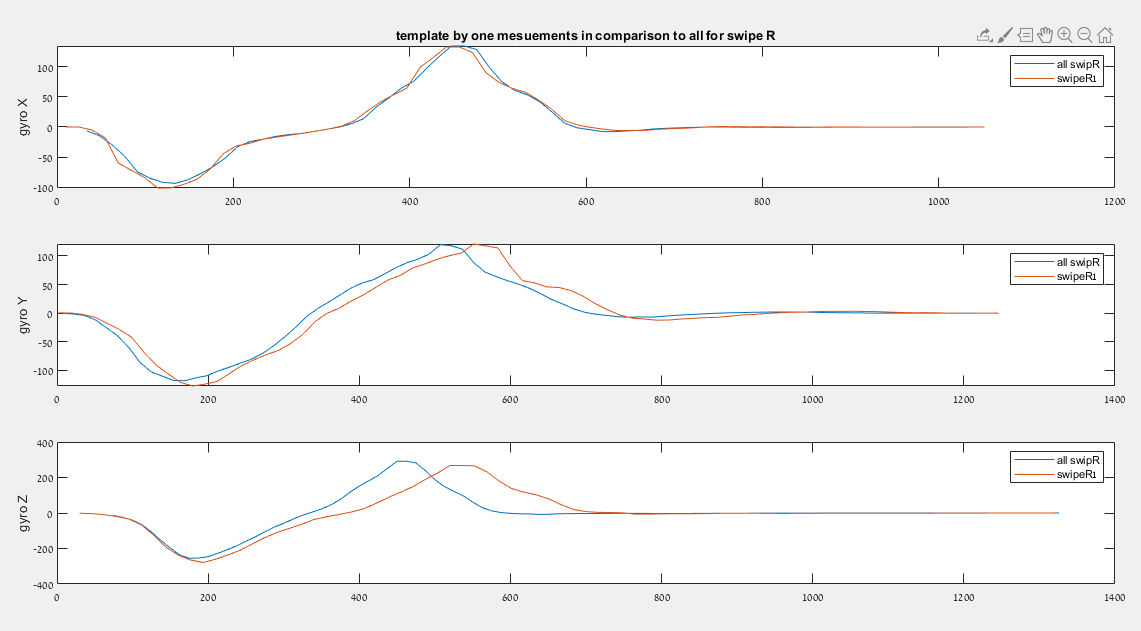 template by one mesuements in comparison to all for swipe R
gyro X
100
50
0
-50
-100
0 200 400 600 800 1000 1200
all swipR
swipeR1
gyro Y
100
50
0
-50
-100
0 200 400 600 800 1000 1200 1400
all swipR
swipeR1
gyro Z
400
200
0
-200
-400
0 200 400 600 800 1000 1200 1400
all swipR
swipeR1